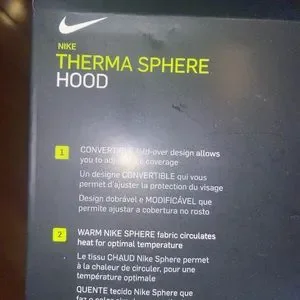 NIKE
THERMA SPHERE
HOOD
1
CONVERTIBLE fold-over design allows
you to adjust face coverage
Un designe CONVERTIBLE qui vous
permet d'ajuster la protection du visage
Design dobrável e MODIFICÁVEL que
permite ajustar a cobertura no rosto
2
WARM NIKE SPHERE fabric circulates
heat for optimal temperature
Le tissu CHAUD Nike Sphere permet
à la chaleur de circuler, pour une
température optimale
QUENTE tecido Nike Sphere que
faz o calor